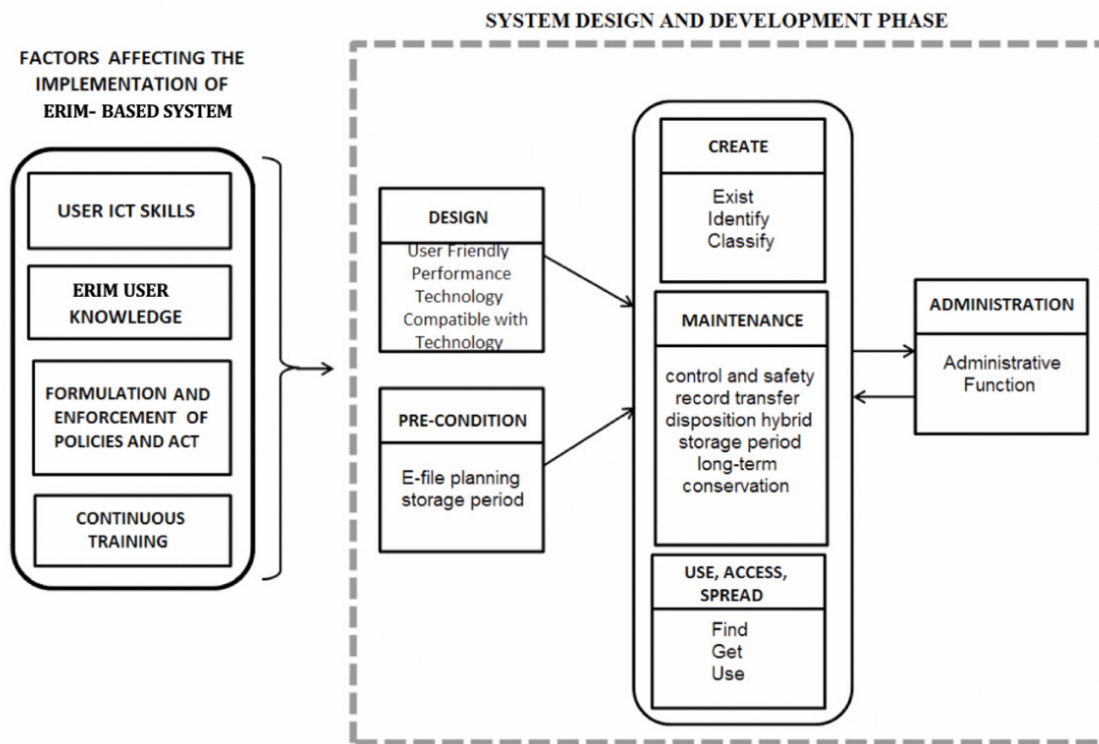 SYSTEM DESIGN AND DEVELOPMENT PHASE
FACTORS AFFECTING THE
IMPLEMENTATION OF
ERIM- BASED SYSTEM
USER ICT SKILLS
ERIM USER
KNOWLEDGE
FORMULATION AND
ENFORCEMENT OF
POLICIES AND ACT
CONTINUOUS
TRAINING
DESIGN
User Friendly
Performance
Technology
Compatible with
Technology
PRE-CONDITION
E-file planning
storage period
CREATE
Exist
Identify
Classify
MAINTENANCE
control and safety
record transfer
disposition hybrid
storage period
long-term
conservation
USE, ACCESS,
SPREAD
Find
Get
Use
ADMINISTRATION
Administrative
Function